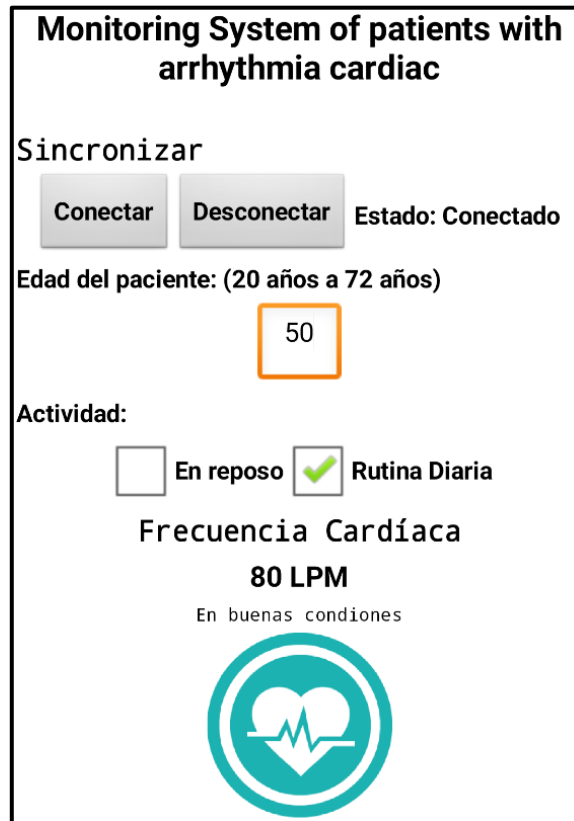 Monitoring System of patients with
arrhythmia cardiac
Sincronizar
Conectar Desconectar Estado: Conectado
Edad del paciente: (20 años a 72 años)
50
Actividad:
En reposo Rutina Diaria
Frecuencia Cardíaca
80 LPM
En buenas condiones